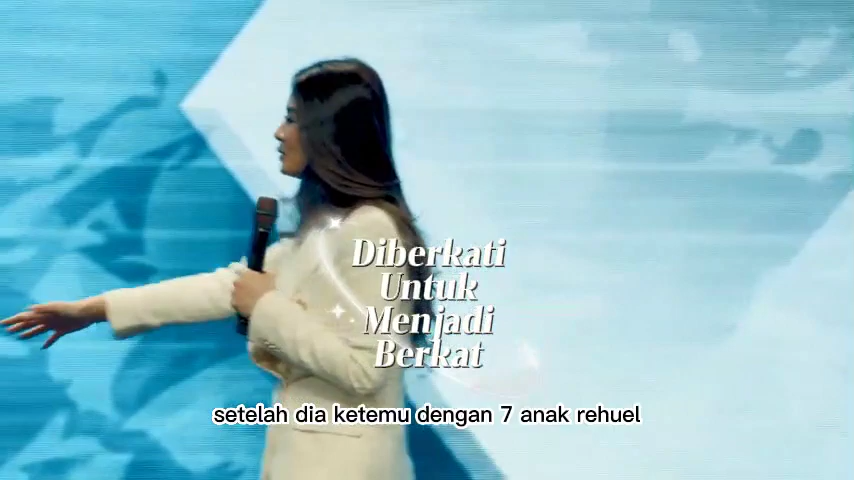 Diberkati
Untuk
Menjadi
Berkat
setelah dia ketemu dengan 7 anak rehuel